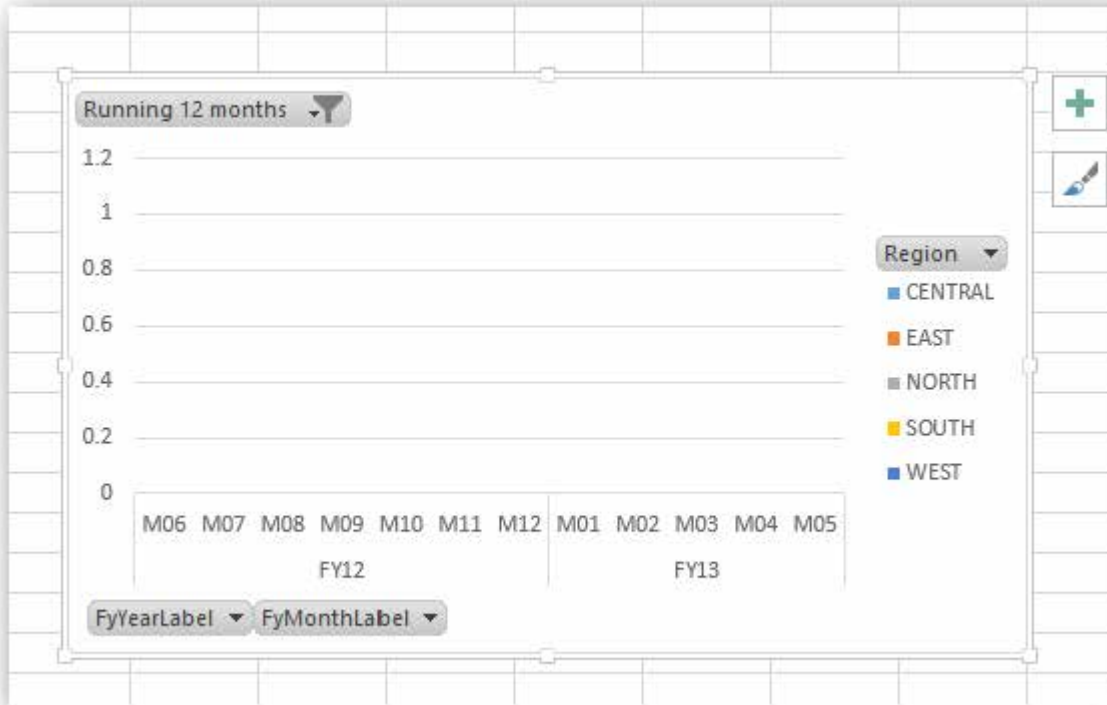 Running 12 months
1.2
1
0.8
0.6
0.4
0.2
0
M06 M07 M08 M09 M10 M11 M12 M01 M02 M03 M04 M05
FY12 FY13
Region
CENTRAL
EAST
NORTH
SOUTH
WEST
FyYearLabel FyMonthLabel